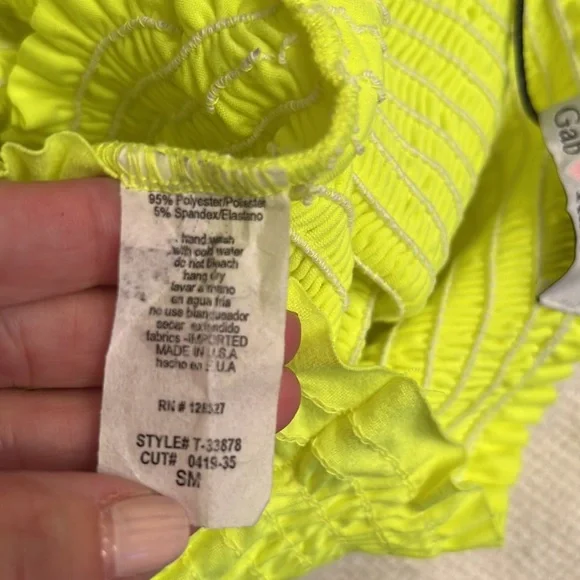 95% Polyester/Poliester
5% Spandex/Elastano
hand wash
with cold water
do not bleach
hang dry
lavar a mano
en agua fria
no use blanqueador
secar extendido
fabrics -IMPORTED
MADE IN U.S.A
hecho en E.U.A
RN # 128527
STYLE# T-33878
CUT# 0419-35
SM
Gab